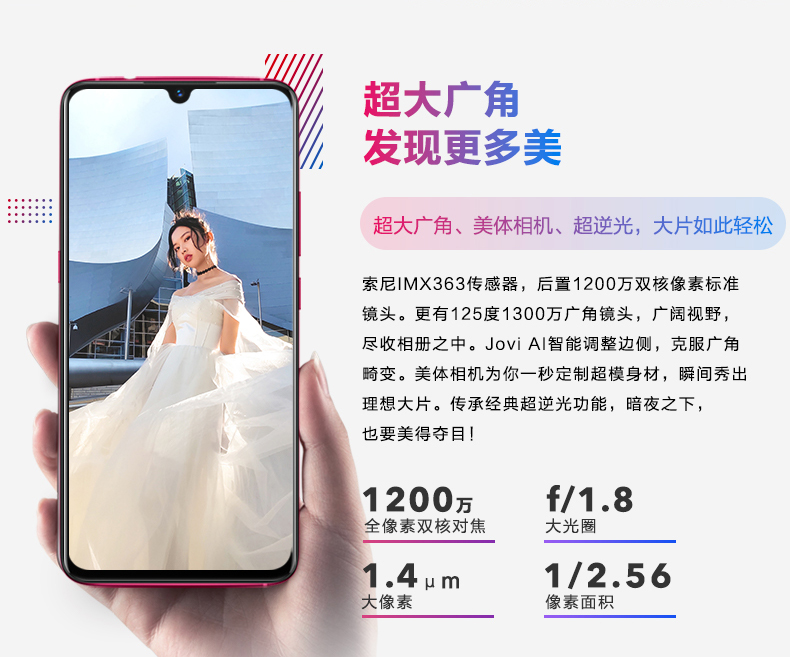 超大广角
发现更多美
超大广角、美体相机、超逆光，大片如此轻松
索尼IMX363传感器，后置1200万双核像素标准
镜头。更有125度1300万广角镜头，广阔视野，
尽收相册之中。Jovi AI智能调整边侧，克服广角
畸变。美体相机为你一秒定制超模身材，瞬间秀出
理想大片。传承经典超逆光功能，暗夜之下，
也要美得夺目！
1200万
全像素双核对焦
f/1.8
大光圈
1.4μm
大像素
1/2.56
像素面积